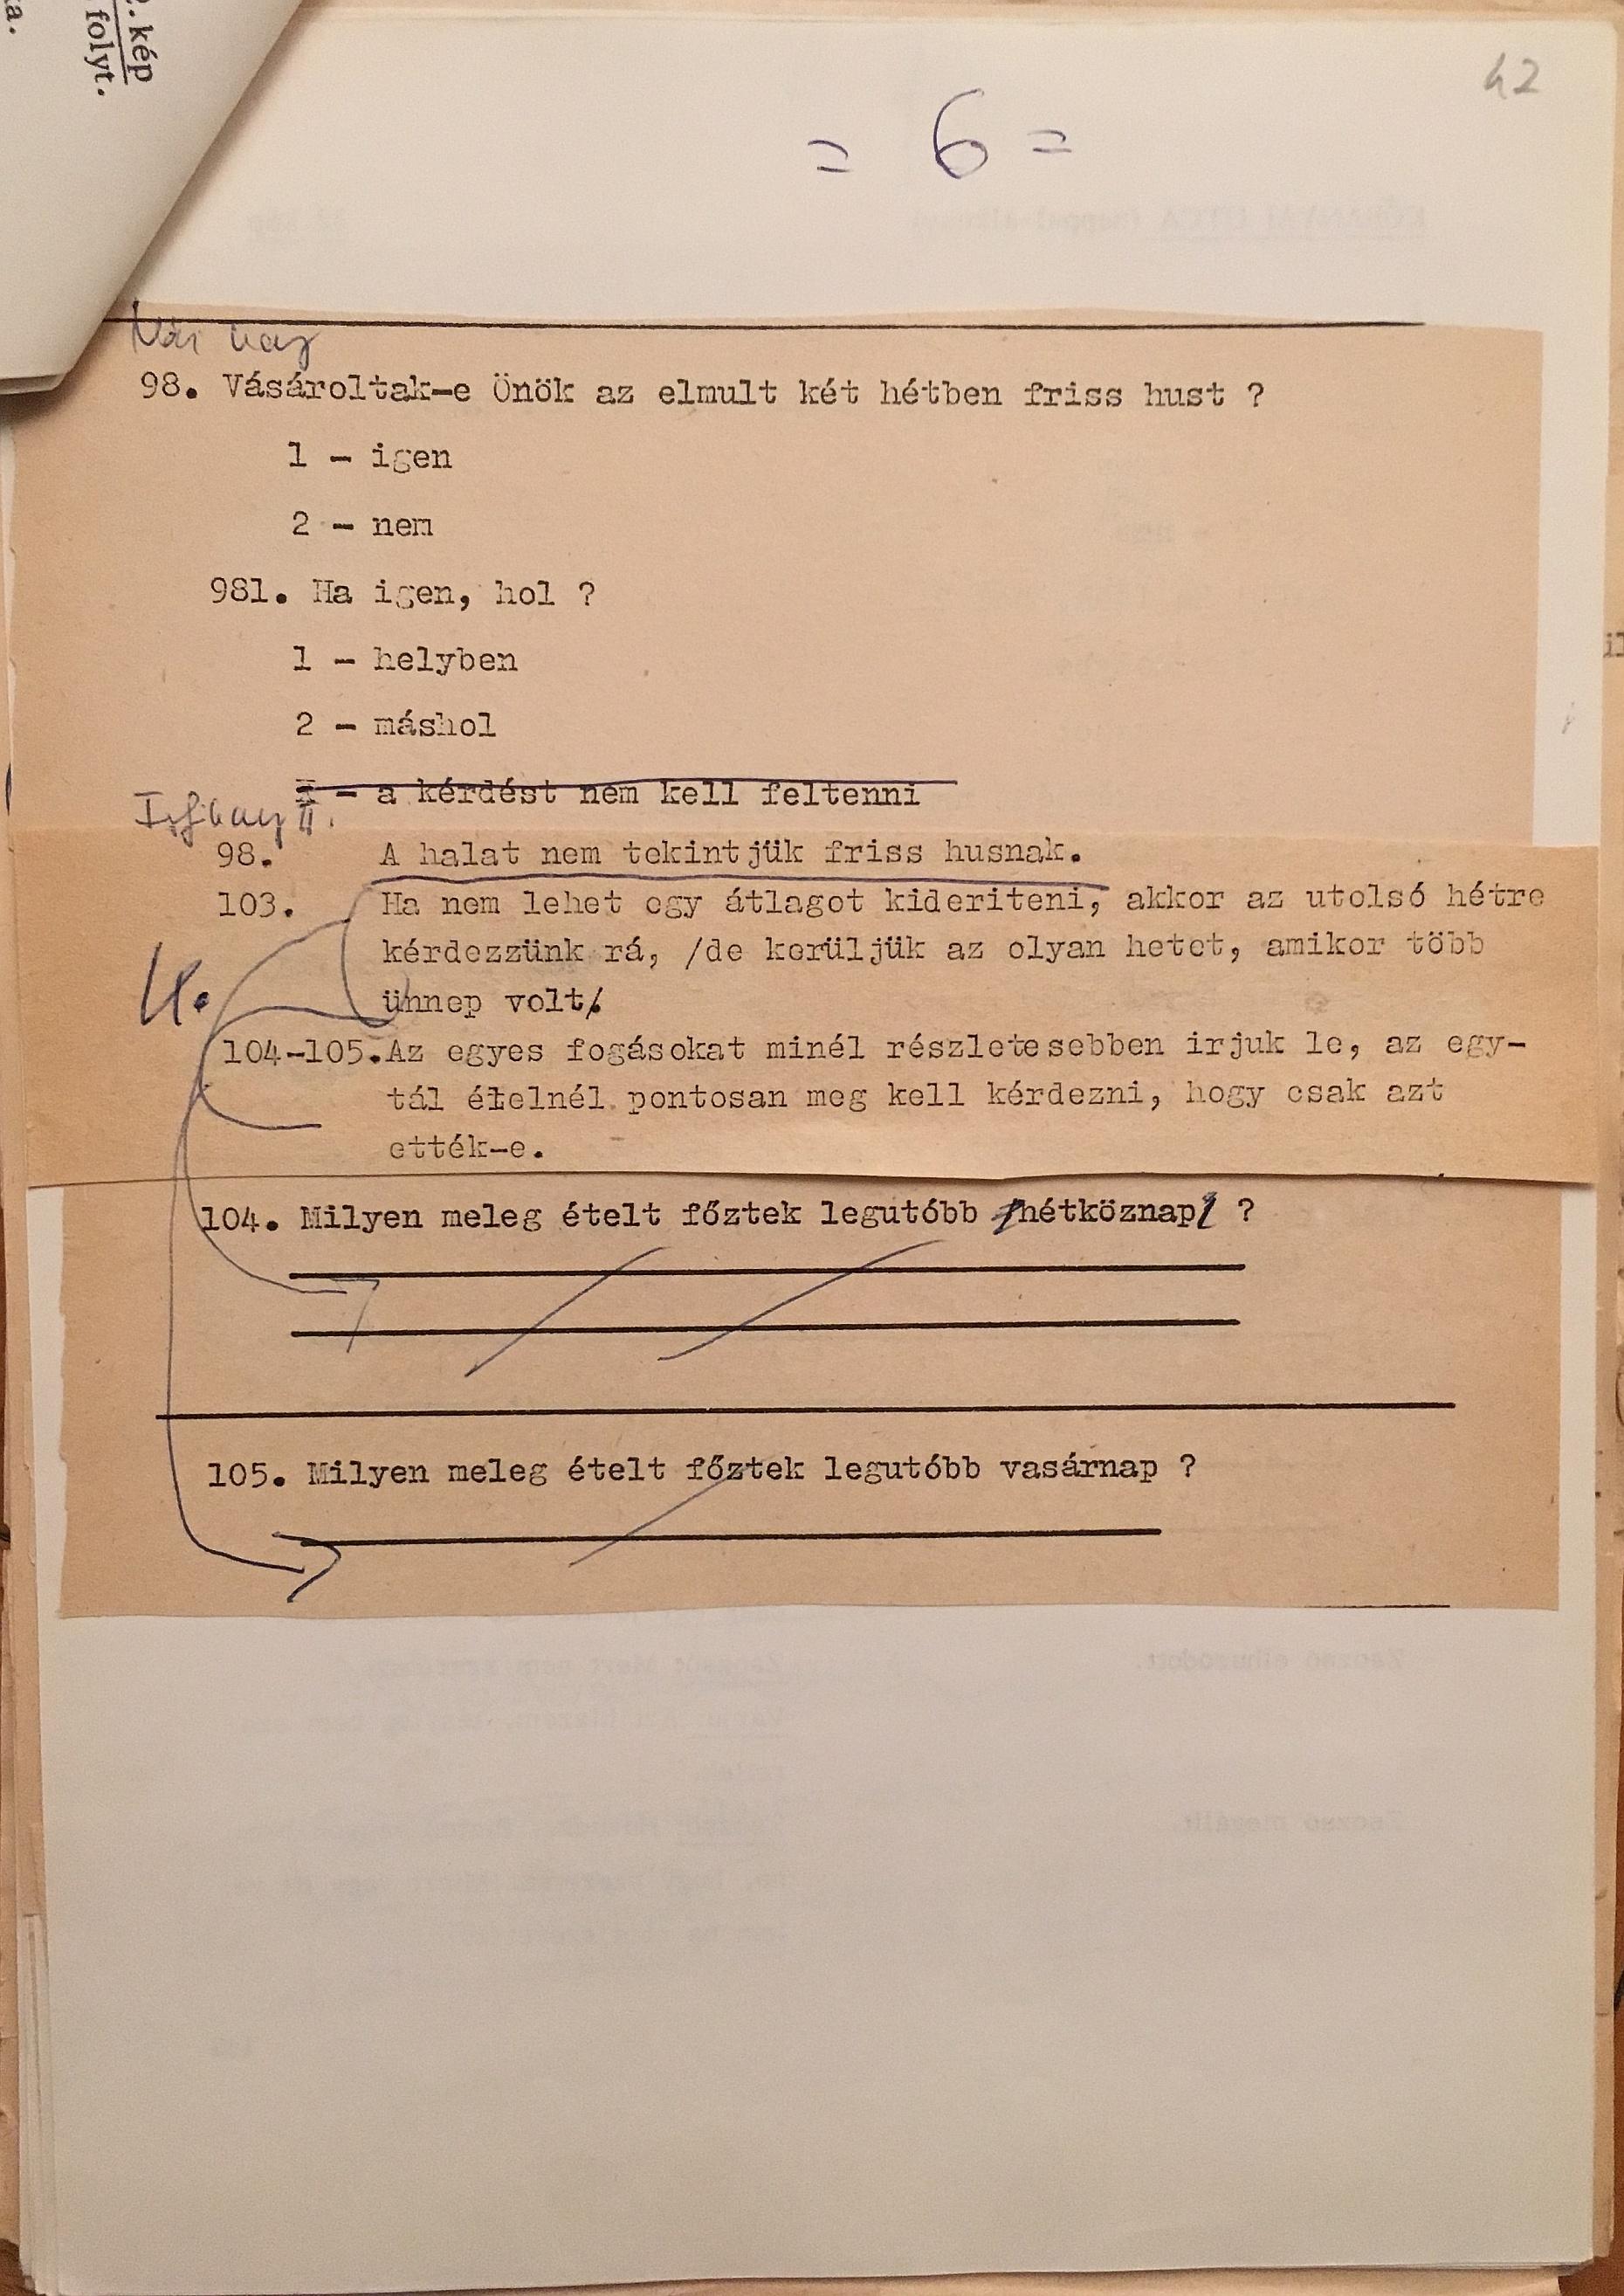 . kép
folyt.
a.
42
= 6 =
98. Vásároltak-e Önök az elmult két hétben friss hust ?
1 - igen
2 - nem
981. Ha igen, hol ?
1 - helyben
2 - máshol
- a kérdést nem kell feltenni
98. A halat nem tekintjük friss husnak.
103. Ha nem lehet egy átlagot kideriteni, akkor az utolsó hétre
kérdezzünk rá, /de kerüljük az olyan hetet, amikor több
ünnep volt/.
104-105.Az egyes fogásokat minél részletesebben irjuk le, az egy-
tál ételnél pontosan meg kell kérdezni, hogy csak azt
ették-e.
104. Milyen meleg ételt főztek legutóbb /hétköznap/ ?
105. Milyen meleg ételt főztek legutóbb vasárnap ?